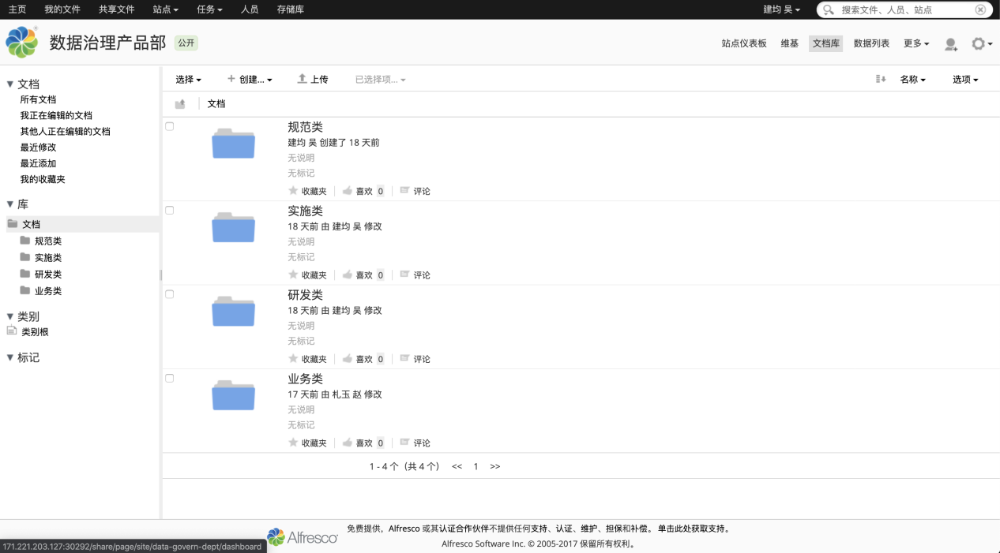 主页 我的文件 共享文件 站点 任务 人员 存储库 建均 吴 搜索文件、人员、站点
数据治理产品部 公开 站点仪表板 维基 文档库 数据列表 更多
选择 创建... 上传 已选择项... 名称 选项
文档
文档
所有文档
我正在编辑的文档
其他人正在编辑的文档
最近修改
最近添加
我的收藏夹
库
文档
规范类
实施类
研发类
业务类
类别
类别根
标记
规范类
建均 吴 创建了 18 天前
无说明
无标记
收藏夹 喜欢 0 评论
实施类
18 天前 由 建均 吴 修改
无说明
无标记
收藏夹 喜欢 0 评论
研发类
18 天前 由 建均 吴 修改
无说明
无标记
收藏夹 喜欢 0 评论
业务类
17 天前 由 札玉 赵 修改
无说明
无标记
收藏夹 喜欢 0 评论
1 - 4 个（共 4 个） << 1 >>
Alfresco
免费提供，Alfresco 或其认证合作伙伴不提供任何支持、认证、维护、担保和补偿。 单击此处获取支持。
Alfresco Software Inc. © 2005-2017 保留所有权利。
171.221.203.127:30292/share/page/site/data-govern-dept/dashboard